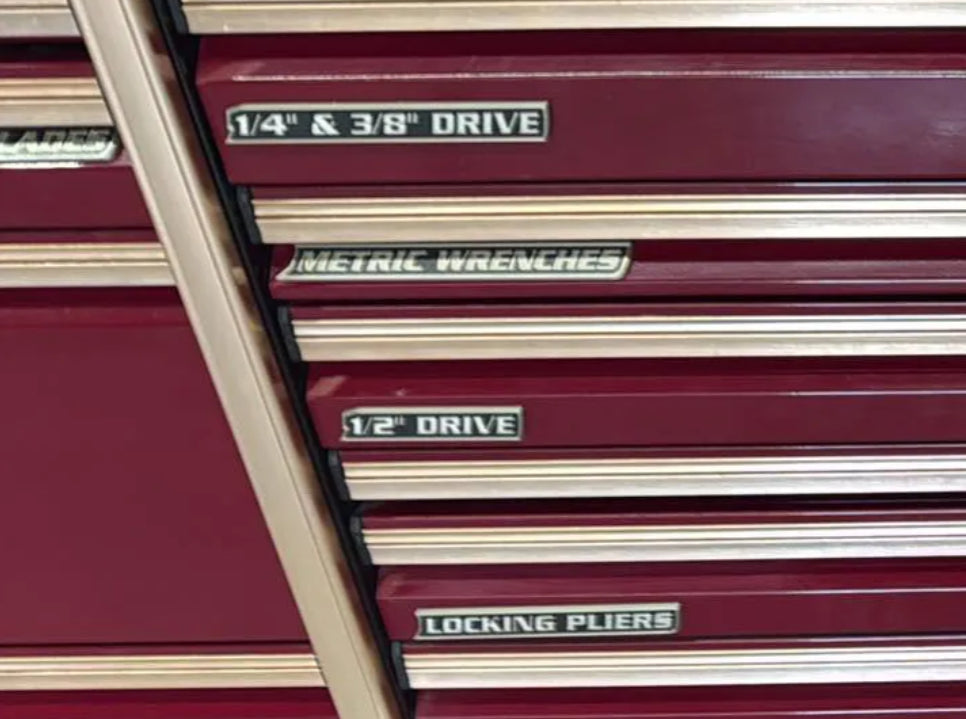 1/4" & 3/8" DRIVE
METRIC WRENCHES
1/2" DRIVE
LOCKING PLIERS